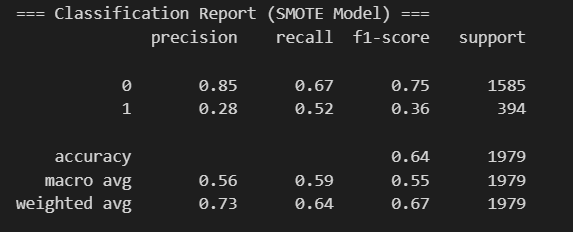 === Classification Report (SMOTE Model) ===
precision recall f1-score support
0 0.85 0.67 0.75 1585
1 0.28 0.52 0.36 394
accuracy 0.64 1979
macro avg 0.56 0.59 0.55 1979
weighted avg 0.73 0.64 0.67 1979